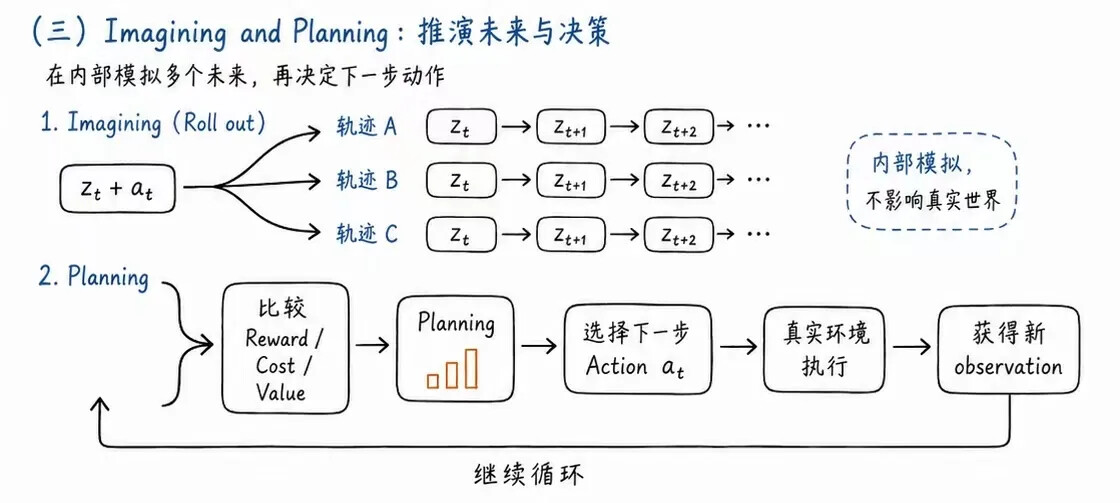 （三）Imagining and Planning：推演未来与决策
在内部模拟多个未来，再决定下一步动作
1. Imagining（Roll out）
z_t + a_t
轨迹 A
z_t
z_{t+1}
z_{t+2}
...
轨迹 B
z_t
z_{t+1}
z_{t+2}
...
轨迹 C
z_t
z_{t+1}
z_{t+2}
...
内部模拟，
不影响真实世界
2. Planning
比较
Reward /
Cost /
Value
Planning
选择下一步
Action a_t
真实环境
执行
获得新
observation
继续循环